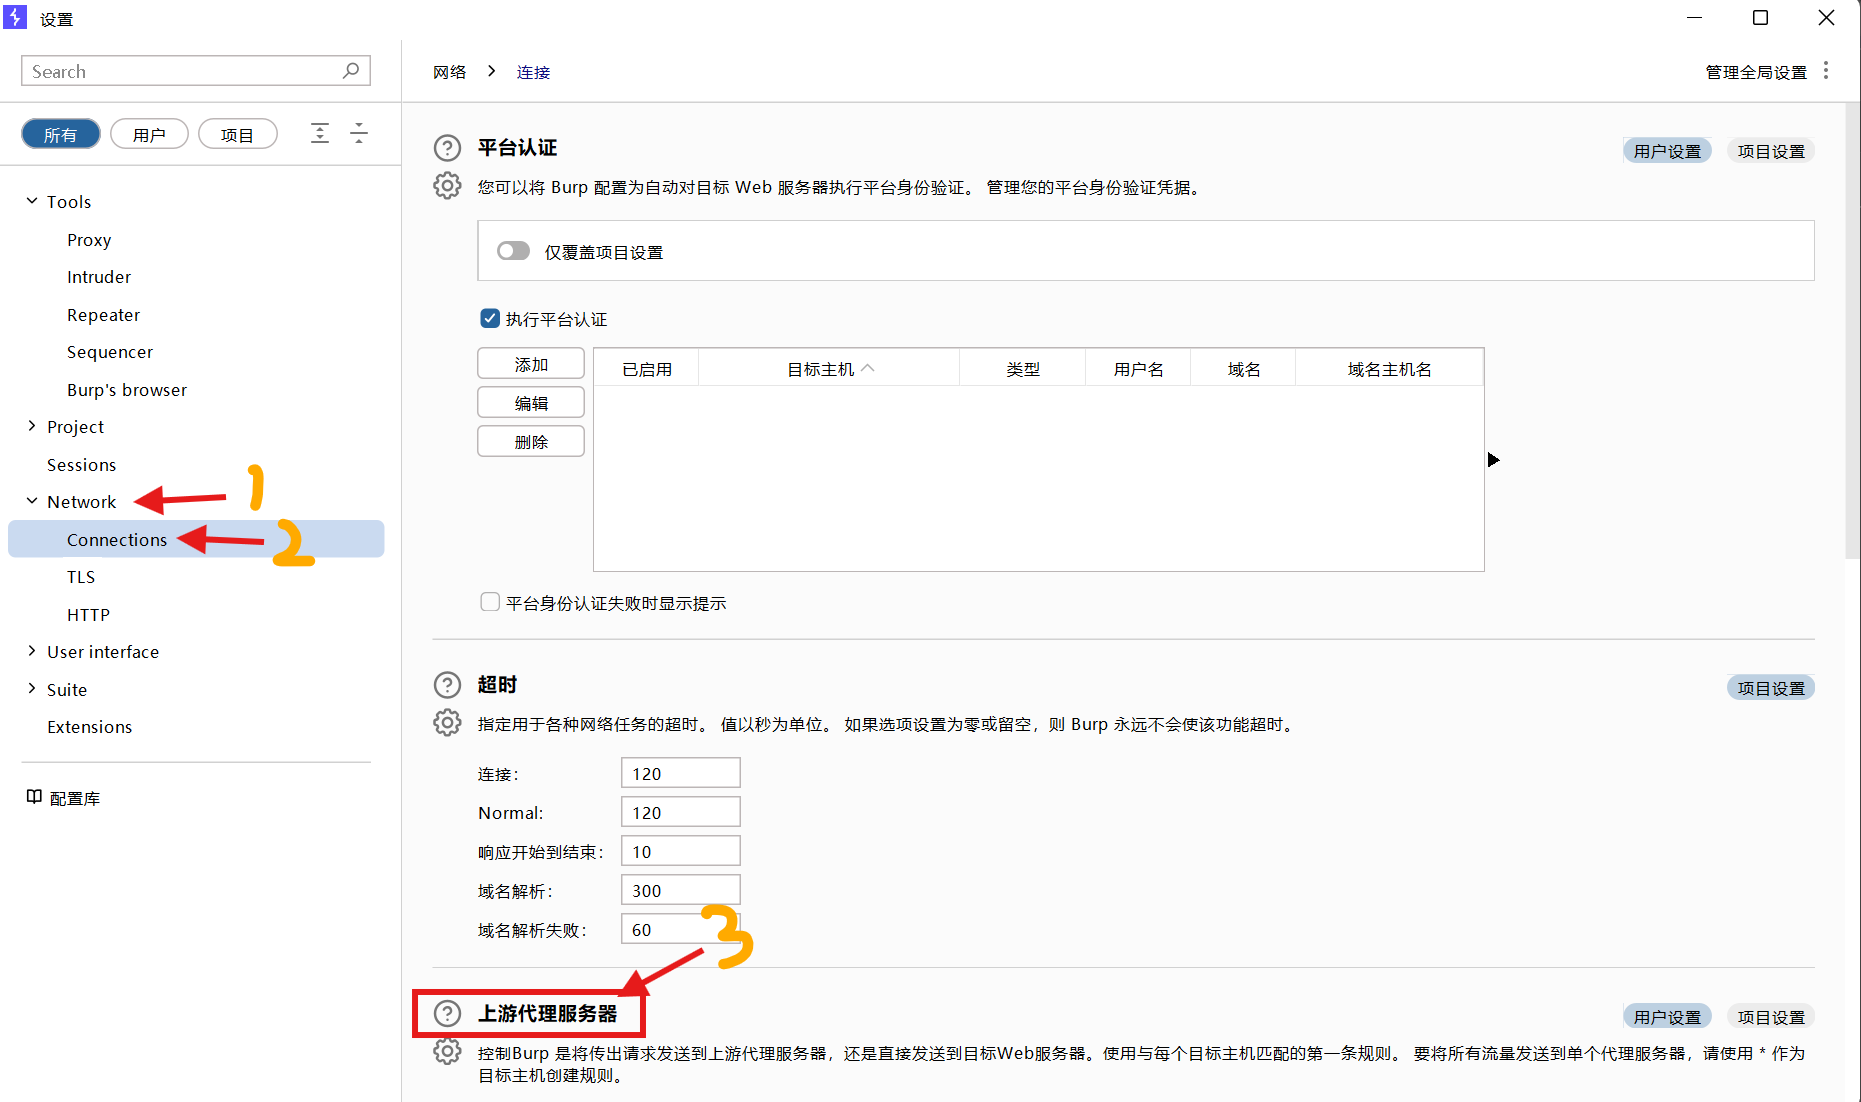 设置
Search
网络 > 连接
管理全局设置
所有 用户 项目
Tools
Proxy
Intruder
Repeater
Sequencer
Burp's browser
Project
Sessions
Network
1
Connections
2
TLS
HTTP
User interface
Suite
Extensions
配置库
平台认证
用户设置 项目设置
您可以将 Burp 配置为自动对目标 Web 服务器执行平台身份验证。 管理您的平台身份验证凭据。
仅覆盖项目设置
执行平台认证
添加
编辑
删除
已启用 目标主机 类型 用户名 域名 域名主机名
平台身份认证失败时显示提示
超时
项目设置
指定用于各种网络任务的超时。 值以秒为单位。 如果选项设置为零或留空，则 Burp 永远不会使该功能超时。
连接: 120
Normal: 120
响应开始到结束: 10
域名解析: 300
域名解析失败: 60
3
上游代理服务器
用户设置 项目设置
控制Burp 是将传出请求发送到上游代理服务器，还是直接发送到目标Web服务器。使用与每个目标主机匹配的第一条规则。 要将所有流量发送到单个代理服务器，请使用 * 作为
目标主机创建规则。